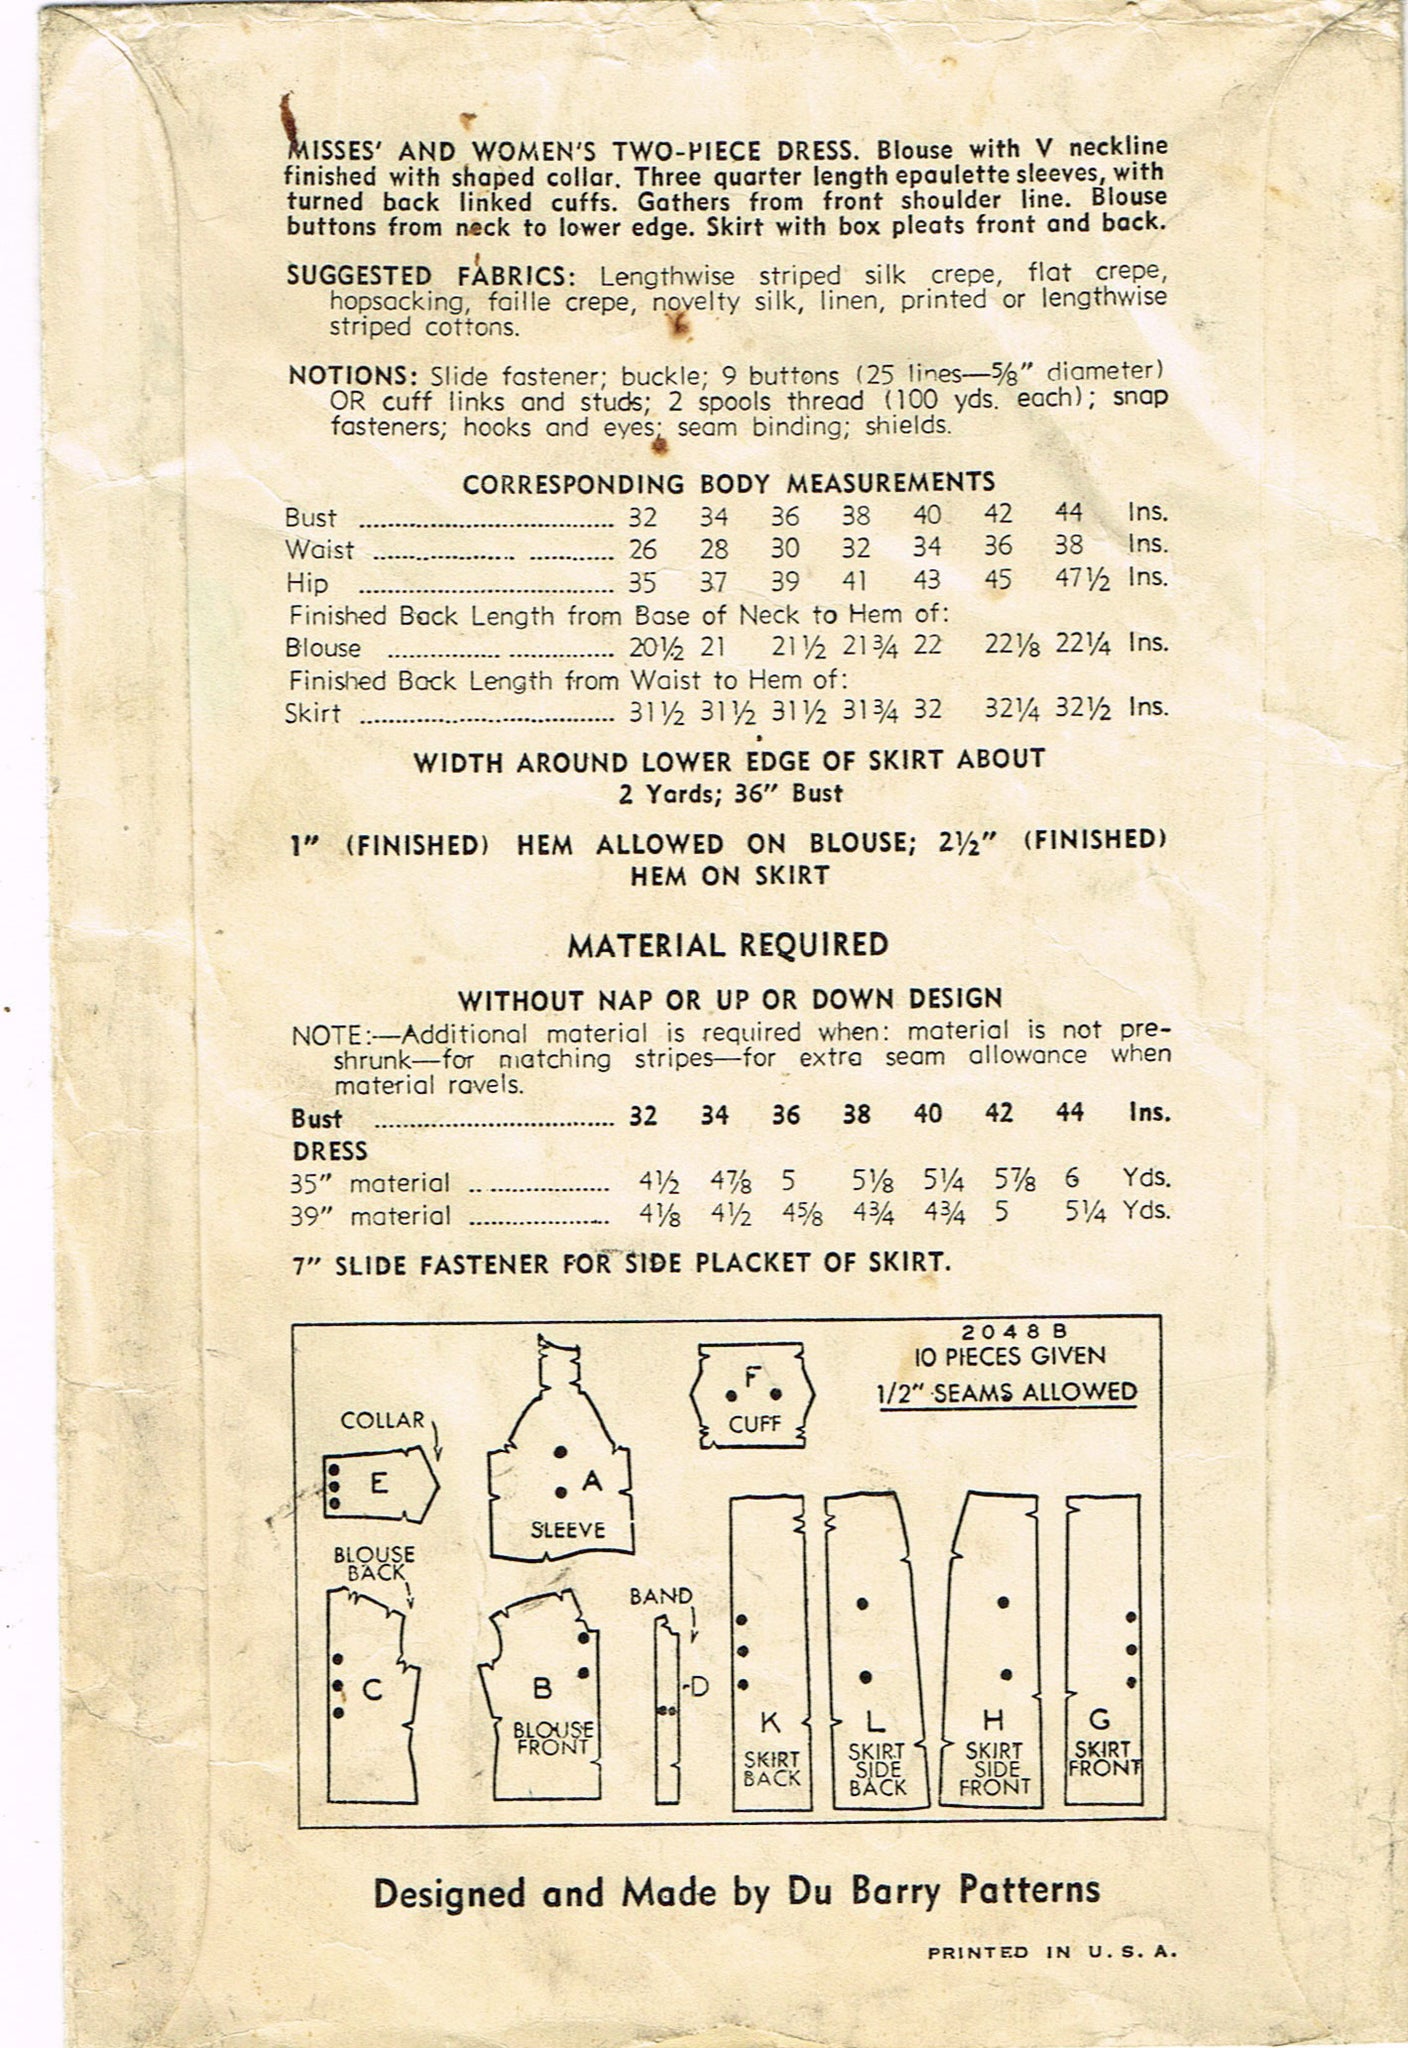 MISSES' AND WOMEN'S TWO-PIECE DRESS. Blouse with V neckline
finished with shaped collar. Three quarter length epaulette sleeves, with
turned back linked cuffs. Gathers from front shoulder line. Blouse
buttons from neck to lower edge. Skirt with box pleats front and back.
SUGGESTED FABRICS: Lengthwise striped silk crepe, flat crepe,
hopsacking, faille crepe, novelty silk, linen, printed or lengthwise
striped cottons.
NOTIONS: Slide fastener; buckle; 9 buttons (25 lines—5/8" diameter)
OR cuff links and studs; 2 spools thread (100 yds. each); snap
fasteners; hooks and eyes; seam binding; shields.
CORRESPONDING BODY MEASUREMENTS
Bust .................................... 32 34 36 38 40 42 44 Ins.
Waist .................... ............ 26 28 30 32 34 36 38 Ins.
Hip .................................... 35 37 39 41 43 45 47½ Ins.
Finished Back Length from Base of Neck to Hem of:
Blouse ................ ............... 20½ 21 21½ 21¾ 22 22⅛ 22¼ Ins.
Finished Back Length from Waist to Hem of:
Skirt .................................... 31½ 31½ 31½ 31¾ 32 32¼ 32½ Ins.
WIDTH AROUND LOWER EDGE OF SKIRT ABOUT
2 Yards; 36" Bust
1" (FINISHED) HEM ALLOWED ON BLOUSE; 2½" (FINISHED)
HEM ON SKIRT
MATERIAL REQUIRED
WITHOUT NAP OR UP OR DOWN DESIGN
NOTE:—Additional material is required when: material is not pre-
shrunk—for matching stripes—for extra seam allowance when
material ravels.
Bust .................................. 32 34 36 38 40 42 44 Ins.
DRESS
35" material .................... 4½ 4⅞ 5 5⅛ 5¼ 5⅞ 6 Yds.
39" material .................... 4⅛ 4½ 4⅝ 4¾ 4¾ 5 5¼ Yds.
7" SLIDE FASTENER FOR SIDE PLACKET OF SKIRT.
2048B
10 PIECES GIVEN
1/2" SEAMS ALLOWED
F
CUFF
COLLAR
E
A
SLEEVE
BLOUSE
BACK
C
B
BLOUSE
FRONT
BAND
D
K
SKIRT
BACK
L
SKIRT
SIDE
BACK
H
SKIRT
SIDE
FRONT
G
SKIRT
FRONT
Designed and Made by Du Barry Patterns
PRINTED IN U. S. A.